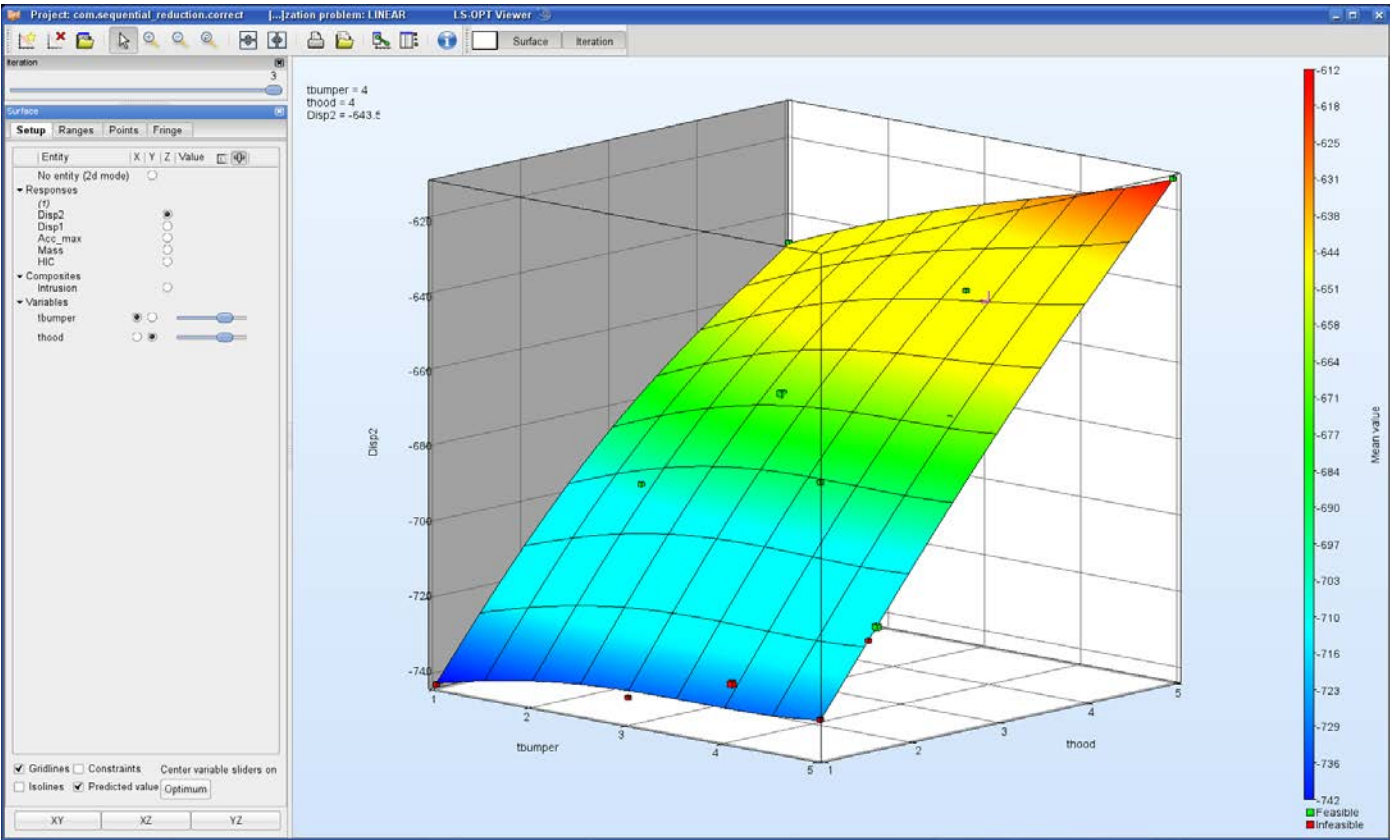 Project: com.sequential_reduction.correct [...]zation problem: LINEAR LS-OPT Viewer
Surface Iteration
Iteration
3
Surface
Setup Ranges Points Fringe
Entity X Y Z Value
No entity (2d mode)
Responses
(1)
Disp2
Disp1
Acc_max
Mass
HIC
Composites
Intrusion
Variables
tbumper
thood
Gridlines Constraints Center variable sliders on
Isolines Predicted value Optimum
XY XZ YZ
tbumper = 4
thood = 4
Disp2 = -643.5
-620
-640
-660
-680
-700
-720
-740
Disp2
1
2
3
4
5
tbumper
1
2
3
4
5
thood
-612
-618
-625
-631
-638
-644
-651
-658
-664
-671
-677
-684
-690
-697
-703
-710
-716
-723
-729
-736
-742
Mean value
Feasible
Infeasible